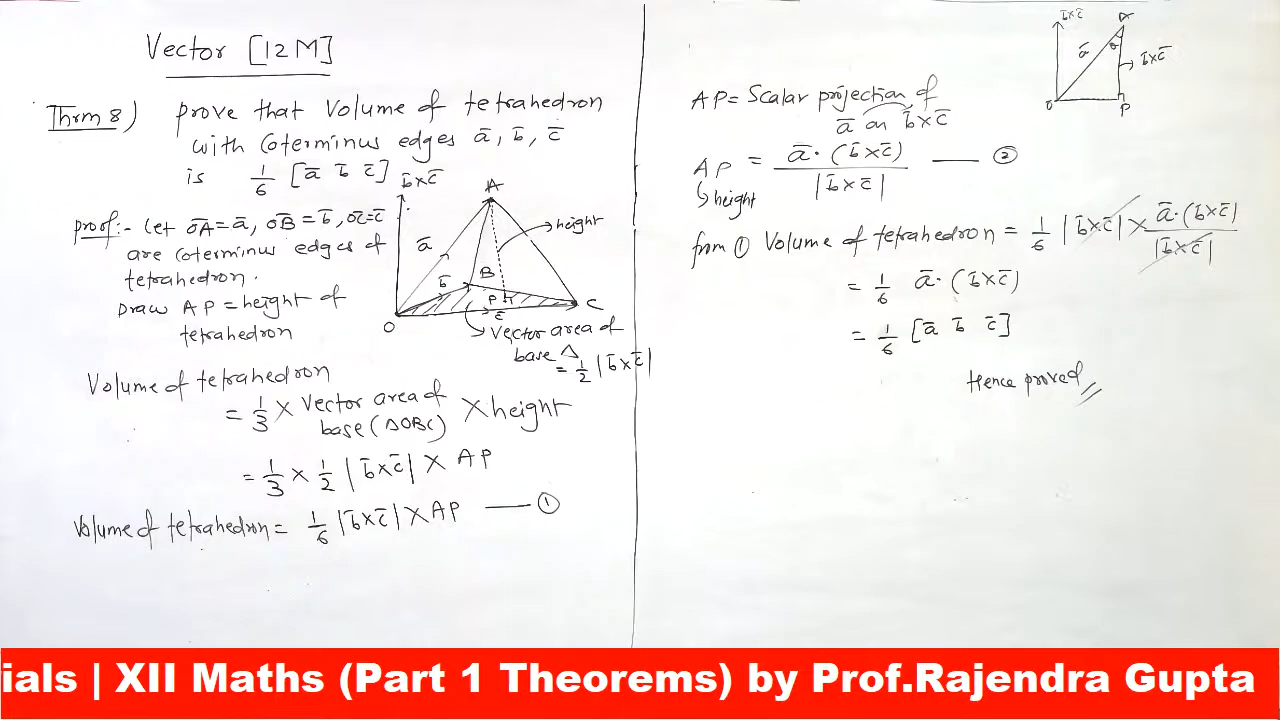 Vector [12M]
Thrm 8) prove that Volume of tetrahedron
with Coterminus edges a̅, b̅, c̅
is 1/6 [a̅ b̅ c̅]
proof:- Let O̅A̅=a̅, O̅B̅=b̅, O̅C̅=c̅
are Coterminus edges of
tetrahedron.
Draw AP = height of
tetrahedron
b̅×c̅
A
a̅
height
b̅
B
P
O
c̅
C
Vector area of
base Δ
= 1/2 |b̅×c̅|
Volume of tetrahedron
= 1/3 × Vector area of base (ΔOBC) × height
= 1/3 × 1/2 |b̅×c̅| × AP
Volume of tetrahedron = 1/6 |b̅×c̅| × AP —— ①
b̅×c̅
a̅
θ
b̅×c̅
O
P
AP = Scalar projection of
a̅ on b̅×c̅
AP = a̅·(b̅×c̅) / |b̅×c̅| —— ②
height
from ① Volume of tetrahedron = 1/6 |b̅×c̅| × a̅·(b̅×c̅) / |b̅×c̅|
= 1/6 a̅·(b̅×c̅)
= 1/6 [a̅ b̅ c̅]
Hence proved
ials | XII Maths (Part 1 Theorems) by Prof.Rajendra Gupta